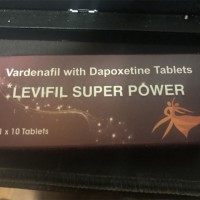 Vardenafil with Dapoxetine Tablets
LEVIFIL SUPER POWER
1 x 10 Tablets